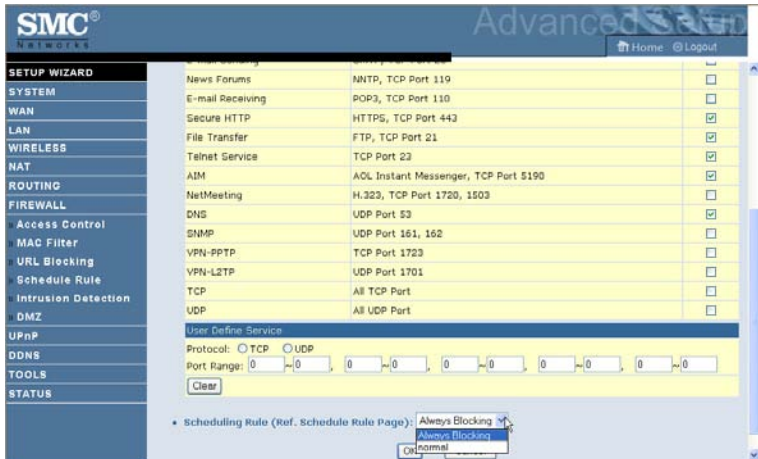 SMC®
Networks
Advanced Setup
Home Logout
SETUP WIZARD
SYSTEM
WAN
LAN
WIRELESS
NAT
ROUTING
FIREWALL
Access Control
MAC Filter
URL Blocking
Schedule Rule
Intrusion Detection
DMZ
UPnP
DDNS
TOOLS
STATUS
News Forums NNTP, TCP Port 119
E-mail Receiving POP3, TCP Port 110
Secure HTTP HTTPS, TCP Port 443
File Transfer FTP, TCP Port 21
Telnet Service TCP Port 23
AIM AOL Instant Messenger, TCP Port 5190
NetMeeting H.323, TCP Port 1720, 1503
DNS UDP Port 53
SNMP UDP Port 161, 162
VPN-PPTP TCP Port 1723
VPN-L2TP UDP Port 1701
TCP All TCP Port
UDP All UDP Port
User Define Service
Protocol: TCP UDP
Port Range: 0 ~ 0 , 0 ~ 0 , 0 ~ 0 , 0 ~ 0 , 0 ~ 0
Clear
• Scheduling Rule (Ref. Schedule Rule Page): Always Blocking
Always Blocking
normal
OK